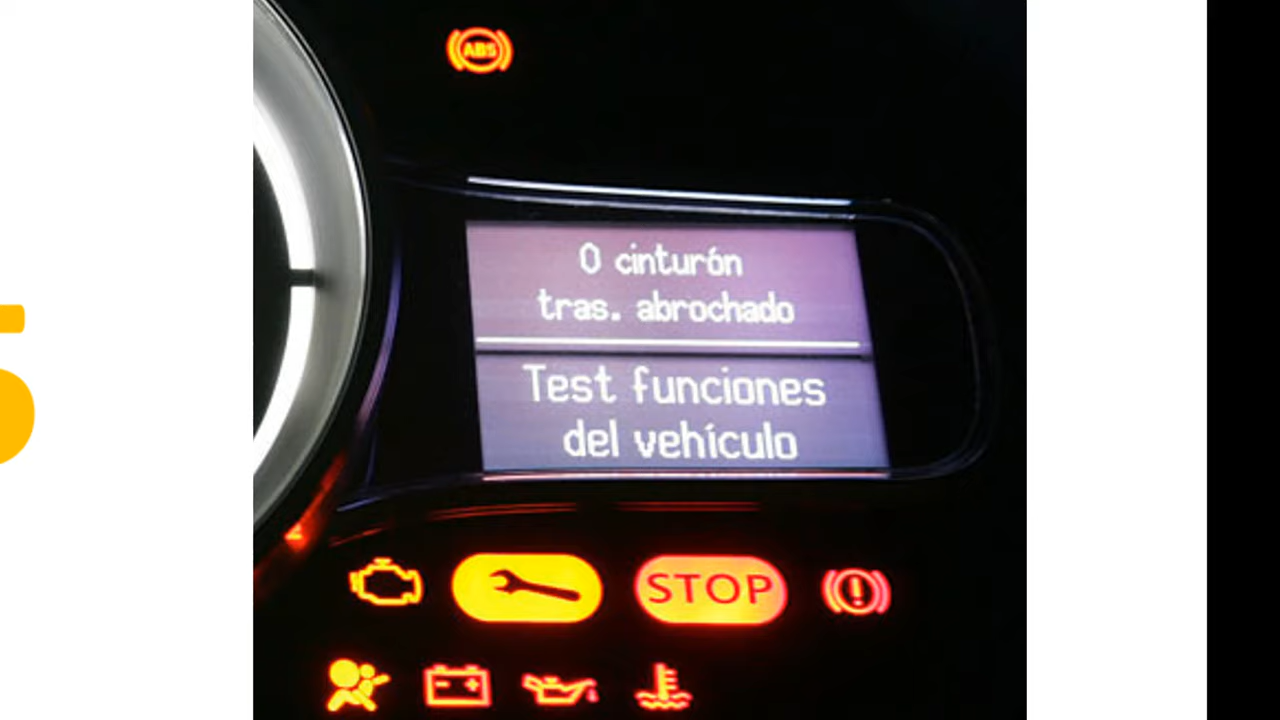 ABS
0 cinturón
tras. abrochado
Test funciones
del vehículo
STOP